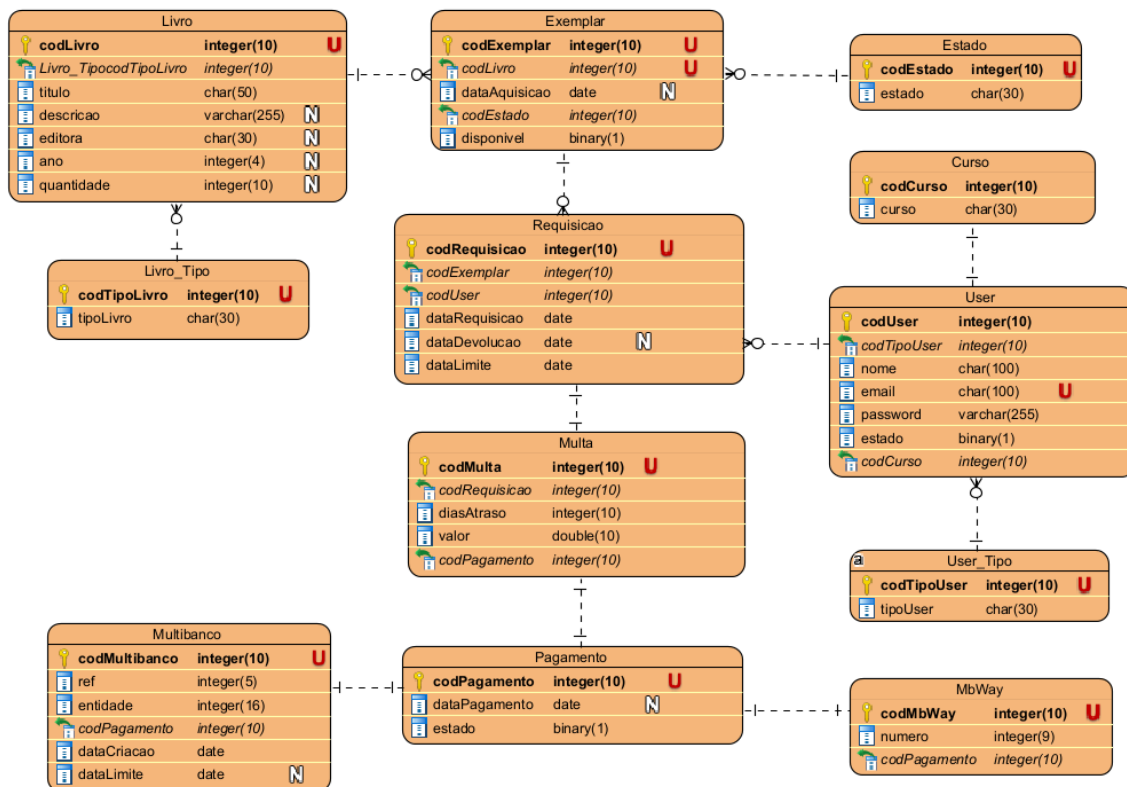 Livro
codLivro integer(10) U
Livro_TipocodTipoLivro integer(10)
titulo char(50)
descricao varchar(255) N
editora char(30) N
ano integer(4) N
quantidade integer(10) N
Exemplar
codExemplar integer(10) U
codLivro integer(10) U
dataAquisicao date N
codEstado integer(10)
disponivel binary(1)
Estado
codEstado integer(10) U
estado char(30)
Curso
codCurso integer(10)
curso char(30)
Livro_Tipo
codTipoLivro integer(10) U
tipoLivro char(30)
Requisicao
codRequisicao integer(10) U
codExemplar integer(10)
codUser integer(10)
dataRequisicao date
dataDevolucao date N
dataLimite date
User
codUser integer(10)
codTipoUser integer(10)
nome char(100)
email char(100) U
password varchar(255)
estado binary(1)
codCurso integer(10)
Multa
codMulta integer(10) U
codRequisicao integer(10)
diasAtraso integer(10)
valor double(10)
codPagamento integer(10)
a User_Tipo
codTipoUser integer(10) U
tipoUser char(30)
Multibanco
codMultibanco integer(10) U
ref integer(5)
entidade integer(16)
codPagamento integer(10)
dataCriacao date
dataLimite date N
Pagamento
codPagamento integer(10) U
dataPagamento date N
estado binary(1)
MbWay
codMbWay integer(10) U
numero integer(9)
codPagamento integer(10)